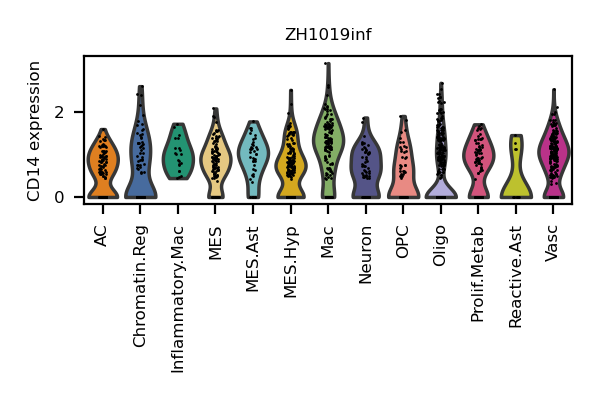 ZH1019inf
CD14 expression
2
0
AC
Chromatin.Reg
Inflammatory.Mac
MES
MES.Ast
MES.Hyp
Mac
Neuron
OPC
Oligo
Prolif.Metab
Reactive.Ast
Vasc